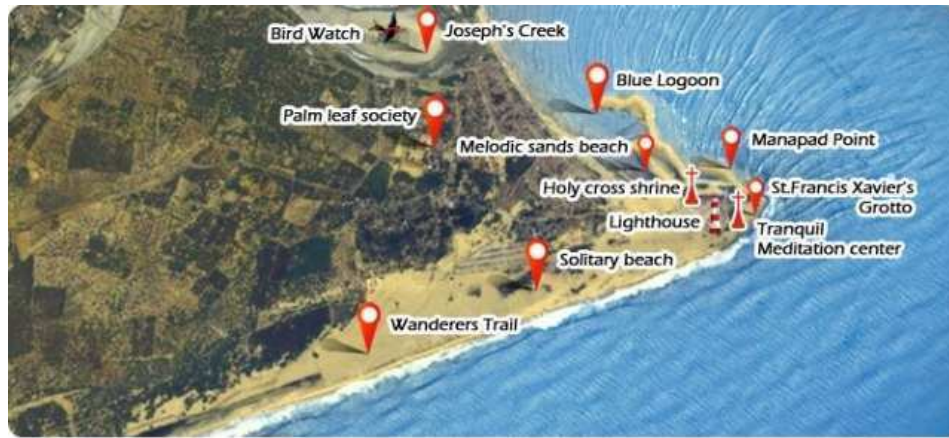 Bird Watch
Joseph's Creek
Blue Logoon
Palm leaf society
Melodic sands beach
Manapad Point
Holy cross shrine
St.Francis Xavier's
Grotto
Lighthouse
Tranquil
Meditation center
Solitary beach
Wanderers Trail